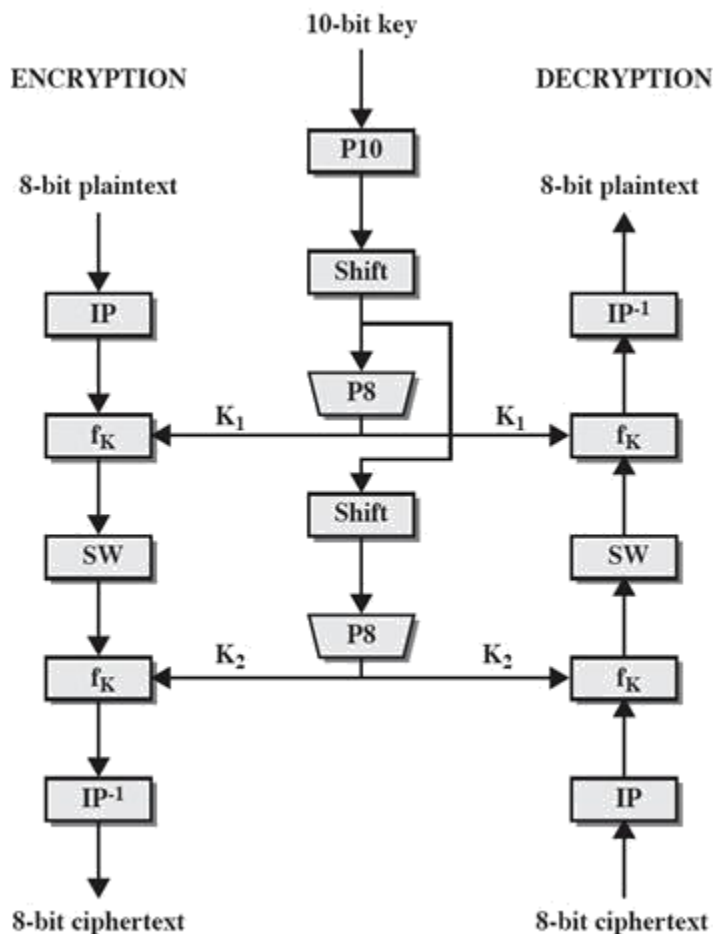 10-bit key
ENCRYPTION
DECRYPTION
P10
8-bit plaintext
8-bit plaintext
Shift
IP
IP-1
P8
K1
K1
fK
fK
Shift
SW
SW
P8
K2
K2
fK
fK
IP-1
IP
8-bit ciphertext
8-bit ciphertext